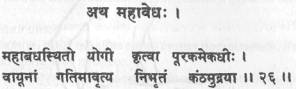 अथ महावेधः ।
महाबंधस्थितो योगी कृत्वा पूरकमेकधीः ।
वायूनां गतिमावृत्य निभृतं कंठमुद्रया ॥ २६ ॥